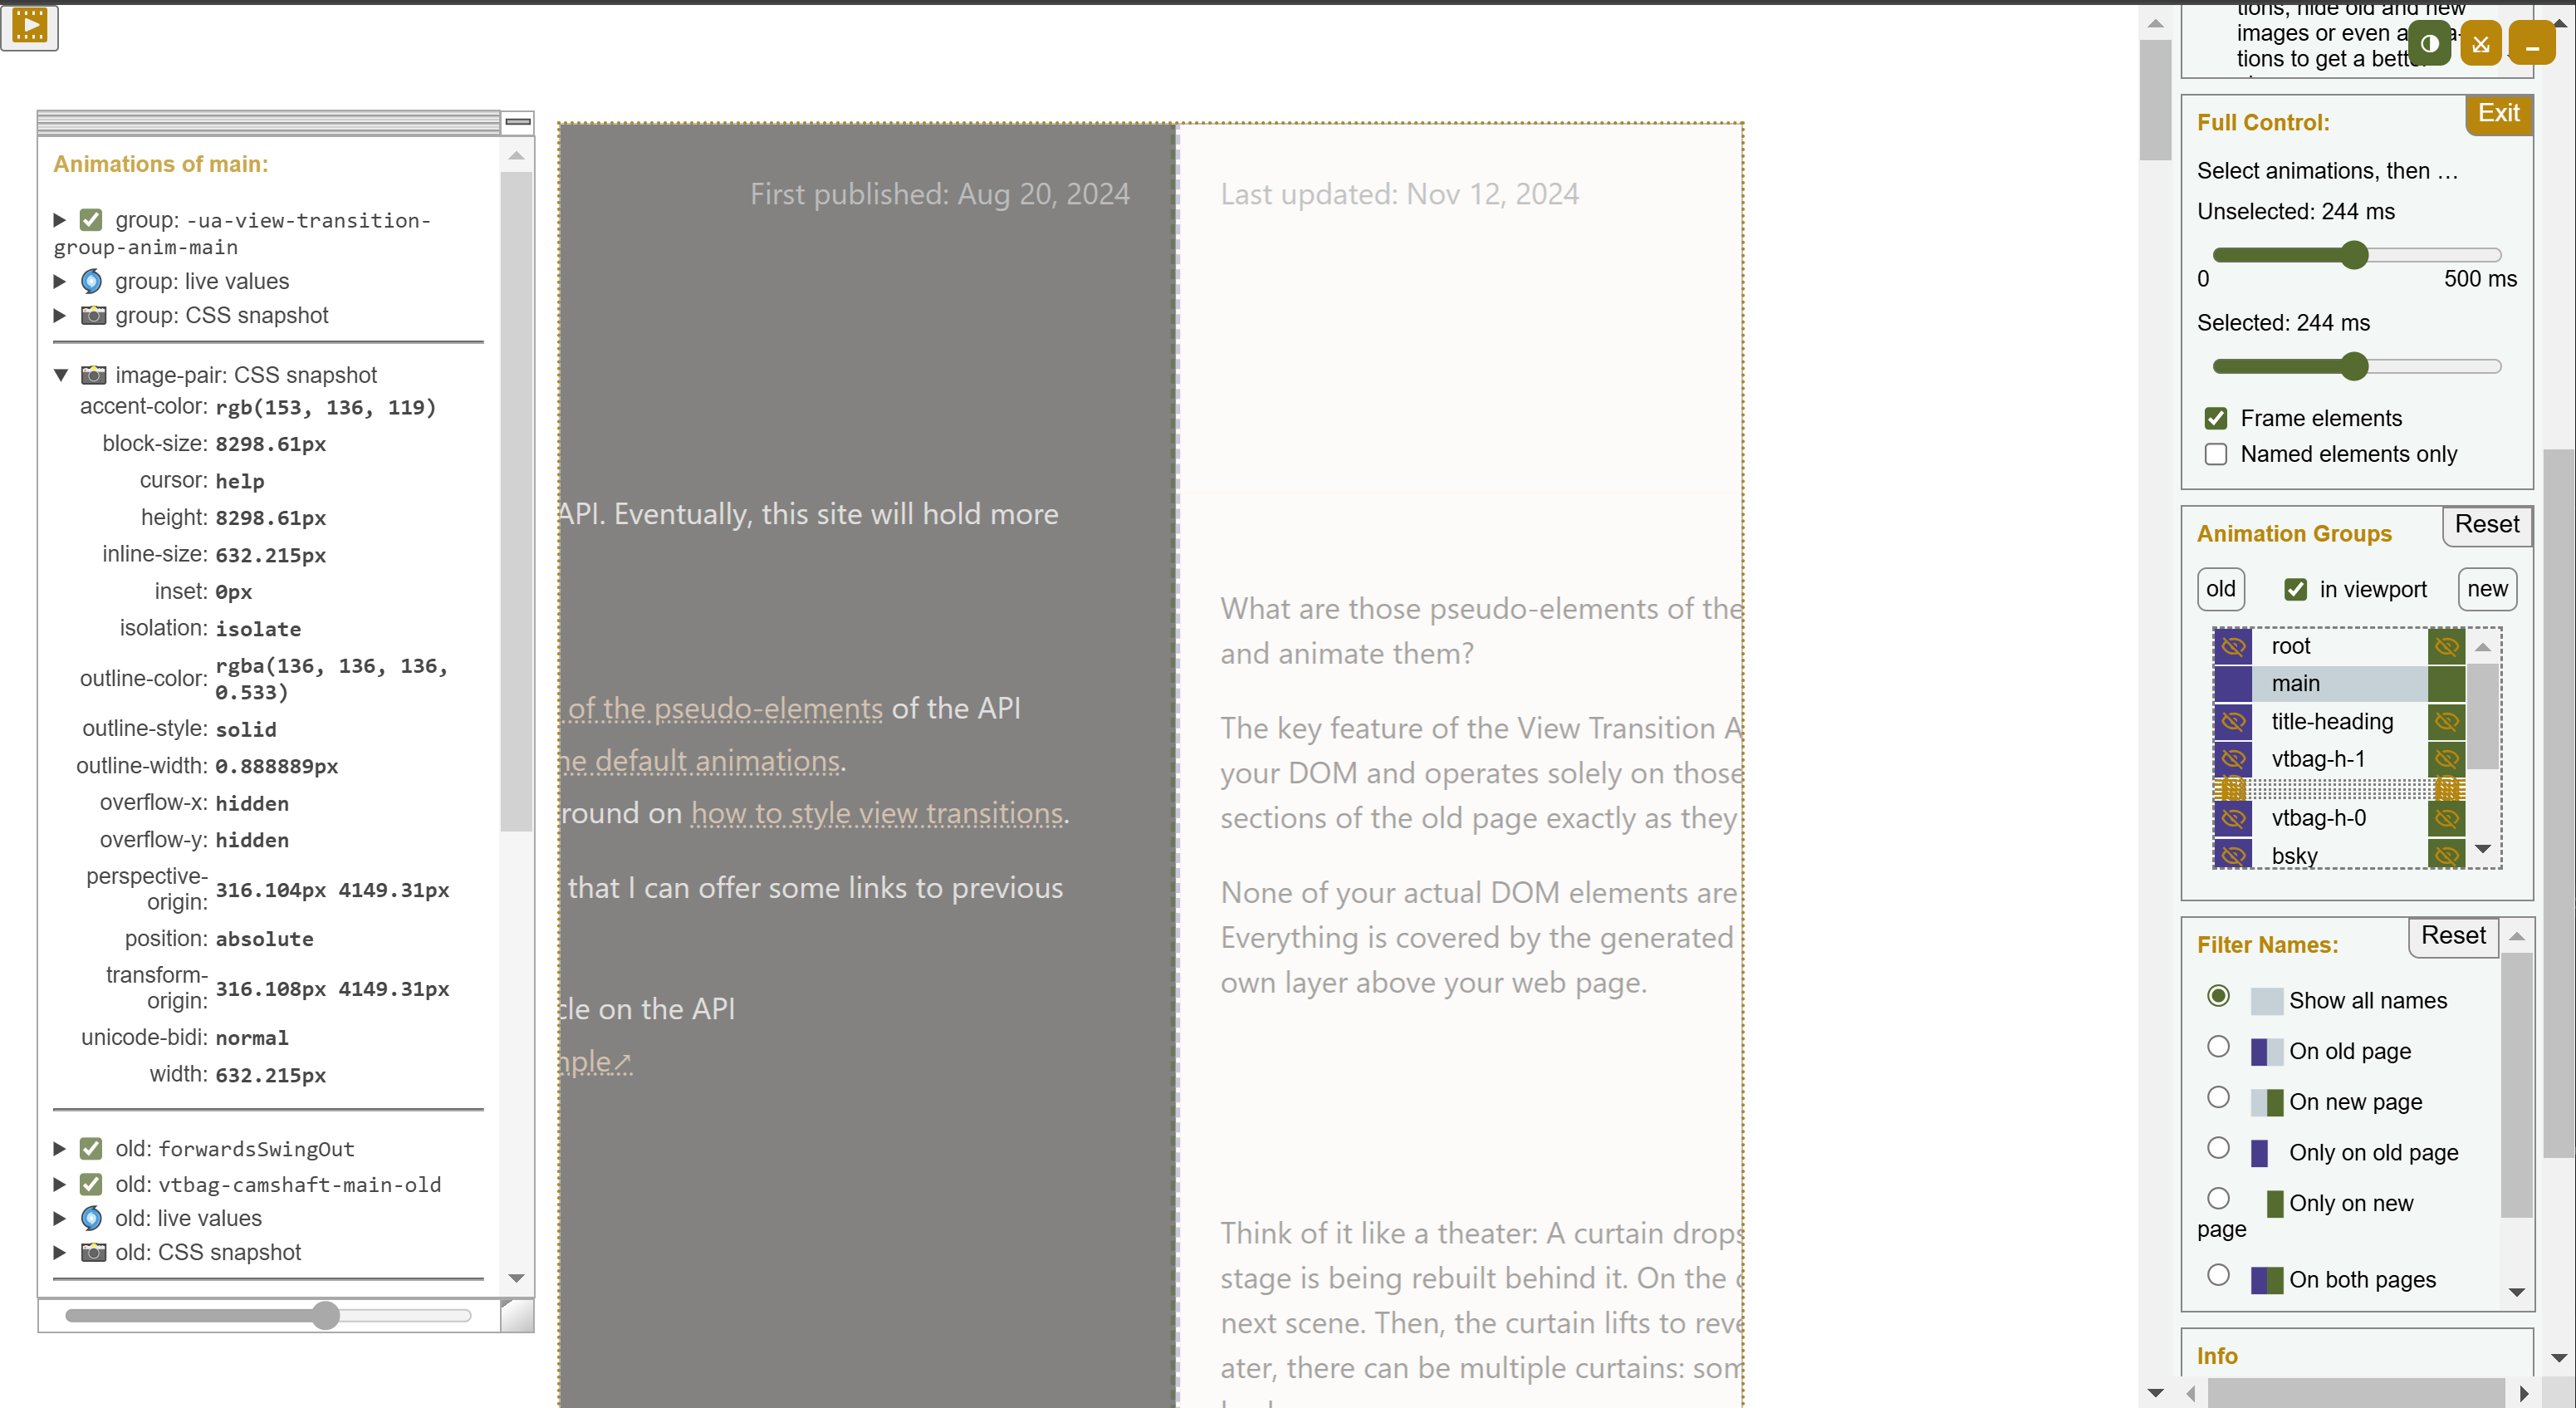 Animations of main:
group: -ua-view-transition-
group-anim-main
group: live values
group: CSS snapshot
image-pair: CSS snapshot
accent-color: rgb(153, 136, 119)
block-size: 8298.61px
cursor: help
height: 8298.61px
inline-size: 632.215px
inset: 0px
isolation: isolate
outline-color: rgba(136, 136, 136,
0.533)
outline-style: solid
outline-width: 0.888889px
overflow-x: hidden
overflow-y: hidden
perspective-
origin: 316.104px 4149.31px
position: absolute
transform-
origin: 316.108px 4149.31px
unicode-bidi: normal
width: 632.215px
old: forwardsSwingOut
old: vtbag-camshaft-main-old
old: live values
old: CSS snapshot
First published: Aug 20, 2024
API. Eventually, this site will hold more
of the pseudo-elements of the API
ne default animations.
round on how to style view transitions.
that I can offer some links to previous
cle on the API
nple↗
Last updated: Nov 12, 2024
What are those pseudo-elements of the
and animate them?
The key feature of the View Transition A
your DOM and operates solely on those
sections of the old page exactly as they
None of your actual DOM elements are
Everything is covered by the generated
own layer above your web page.
Think of it like a theater: A curtain drops
stage is being rebuilt behind it. On the
next scene. Then, the curtain lifts to reve
ater, there can be multiple curtains: som
tions, hide old and new
images or even a
tions to get a bette
Full Control:
Exit
Select animations, then …
Unselected: 244 ms
0 500 ms
Selected: 244 ms
Frame elements
Named elements only
Animation Groups
Reset
old in viewport new
root
main
title-heading
vtbag-h-1
vtbag-h-0
bsky
Filter Names:
Reset
Show all names
On old page
On new page
Only on old page
Only on new
page
On both pages
Info